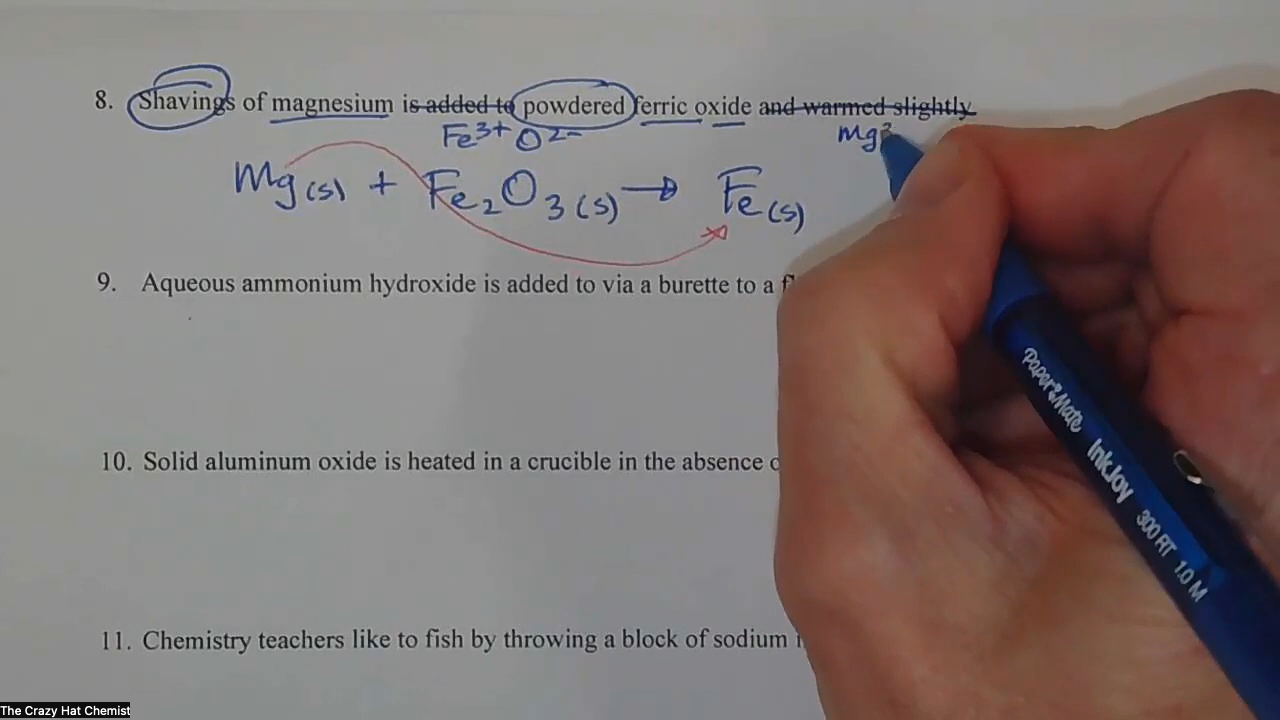 8. Shavings of magnesium is added to powdered ferric oxide and warmed slightly
Fe³⁺ O²⁻ Mg²
Mg(s) + Fe₂O₃(s) → Fe(s)
9. Aqueous ammonium hydroxide is added to via a burette to a
10. Solid aluminum oxide is heated in a crucible in the absence
11. Chemistry teachers like to fish by throwing a block of sodium
Paper Mate InkJoy 300 RT 1.0 M
The Crazy Hat Chemist